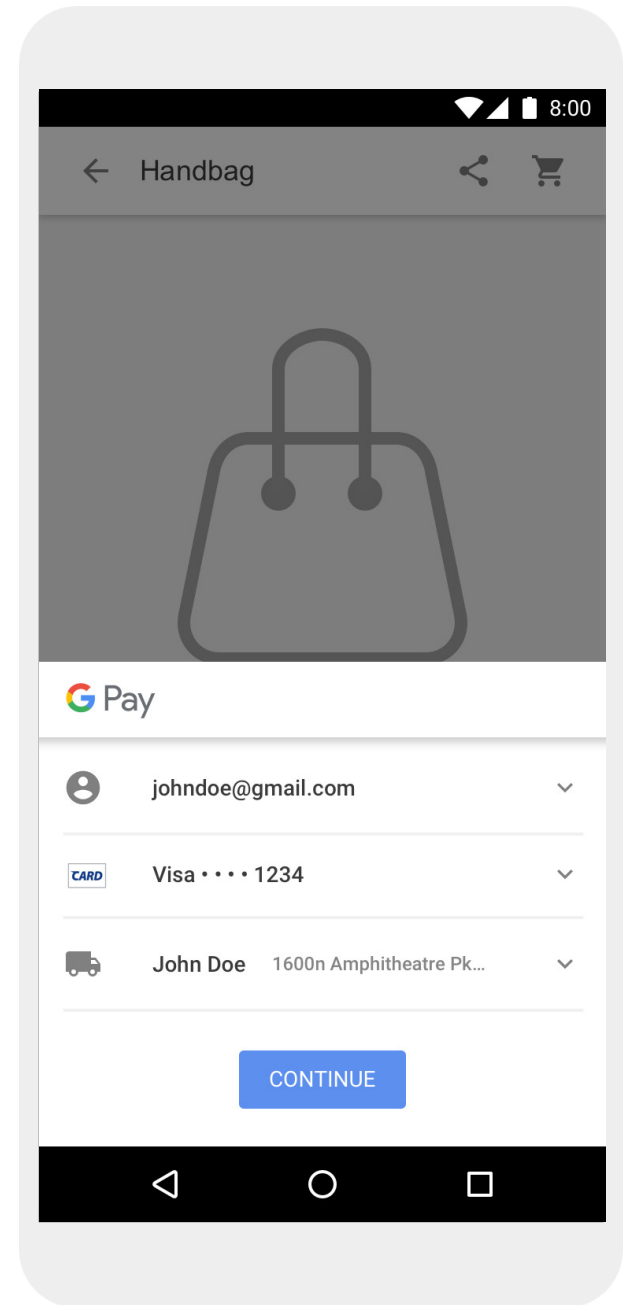 8:00
Handbag
G Pay
johndoe@gmail.com
CARD Visa •••• 1234
John Doe 1600n Amphitheatre Pk...
CONTINUE